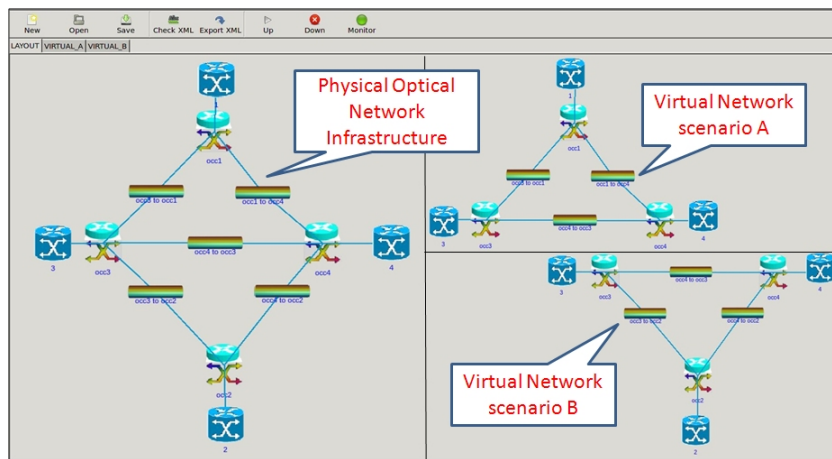 New Open Save Check XML Export XML Up Down Monitor
LAYOUT VIRTUAL_A VIRTUAL_B
1
Physical Optical
Network
Infrastructure
occ1
occ3 to occ1
occ1 to occ4
occ4 to occ3
3
occ3
occ4
4
occ3 to occ2
occ4 to occ2
occ2
2
1
Virtual Network
scenario A
occ1
occ3 to occ1
occ1 to occ4
occ4 to occ3
3
occ3
occ4
4
3
occ3
occ4 to occ3
occ4
4
occ3 to occ2
occ4 to occ2
Virtual Network
scenario B
occ2
2